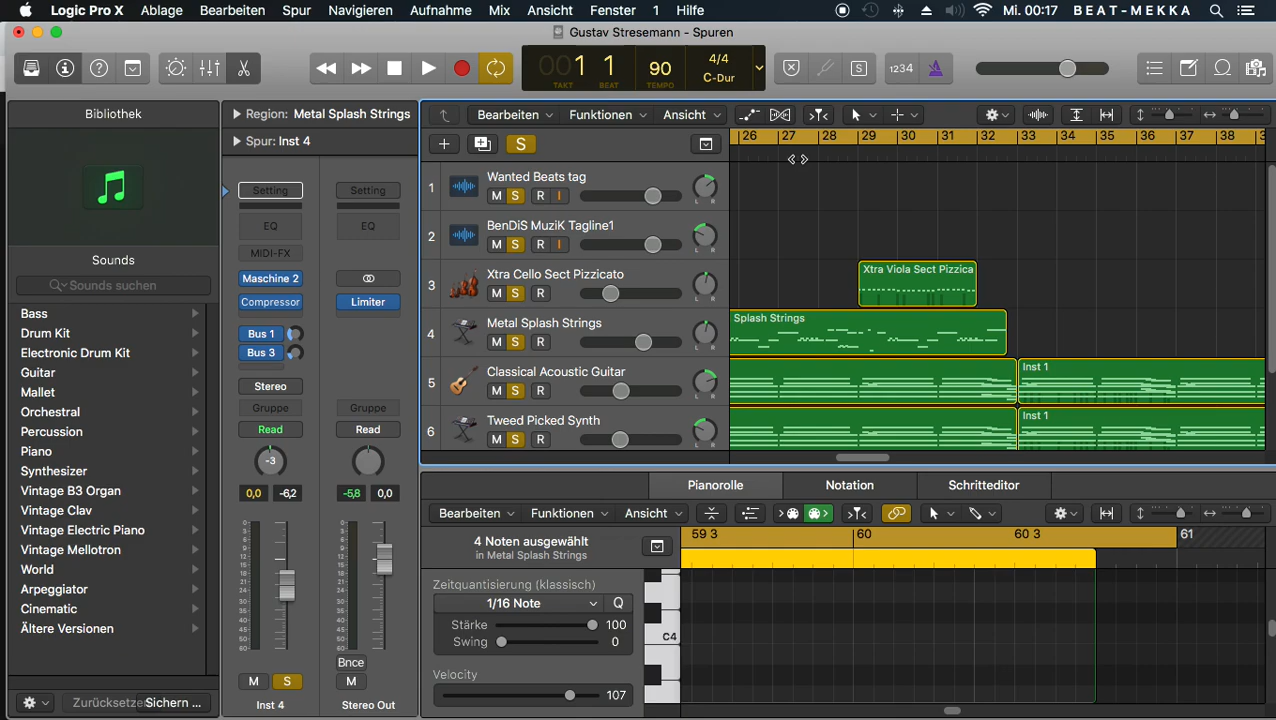 Logic Pro X Ablage Bearbeiten Spur Navigieren Aufnahme Mix Ansicht Fenster 1 Hilfe Mi. 00:17 BEAT-MEKKA
Gustav Stresemann - Spuren
001 1 90 4/4 C-Dur 1234
TAKT BEAT TEMPO
Bibliothek
Region: Metal Splash Strings
Bearbeiten Funktionen Ansicht
Spur: Inst 4
S
26 27 28 29 30 31 32 33 34 35 36 37 38
Setting Setting
EQ EQ
MIDI-FX
Maschine 2
Compressor Limiter
Bus 1
Bus 3
Stereo
Gruppe Gruppe
Read Read
-3
0,0 -6,2 -5,8 0,0
Bnce
M S M
Inst 4 Stereo Out
Sounds
Sounds suchen
Bass
Drum Kit
Electronic Drum Kit
Guitar
Mallet
Orchestral
Percussion
Piano
Synthesizer
Vintage B3 Organ
Vintage Clav
Vintage Electric Piano
Vintage Mellotron
World
Arpeggiator
Cinematic
Ältere Versionen
Zurücksetzen Sichern ...
1 Wanted Beats tag
M S R I
2 BenDiS MuziK Tagline1
M S R I
3 Xtra Cello Sect Pizzicato
M S R
Xtra Viola Sect Pizzica
4 Metal Splash Strings
M S R
Splash Strings
5 Classical Acoustic Guitar
M S R
Inst 1
6 Tweed Picked Synth
M S R
Inst 1
Pianorolle Notation Schritteditor
Bearbeiten Funktionen Ansicht
4 Noten ausgewählt
in Metal Splash Strings
59 3 60 60 3 61
Zeitquantisierung (klassisch)
1/16 Note Q
Stärke 100
Swing 0
Velocity
107
C4